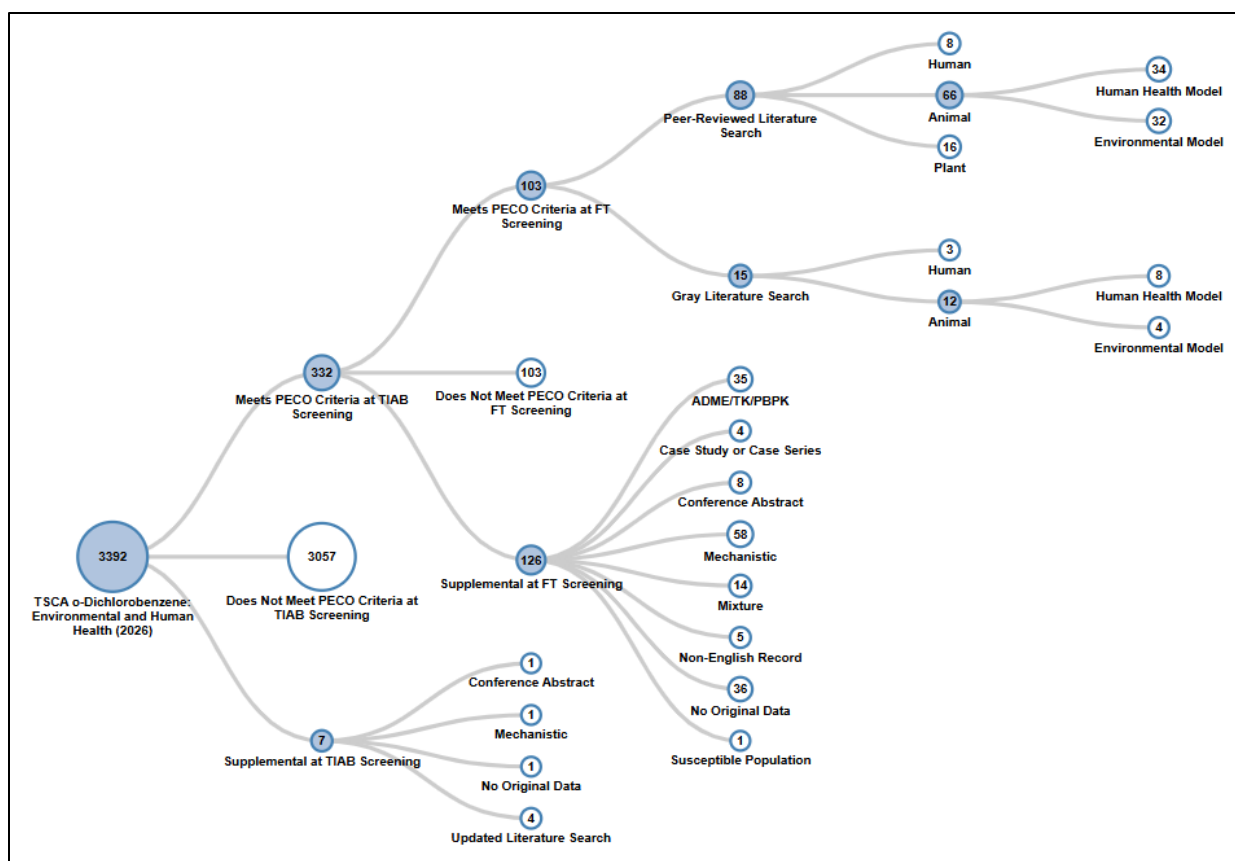 8
Human
34
Human Health Model
88
Peer-Reviewed Literature
Search
66
Animal
32
Environmental Model
16
Plant
103
Meets PECO Criteria at FT
Screening
3
Human
15
Gray Literature Search
8
Human Health Model
12
Animal
4
Environmental Model
332
Meets PECO Criteria at TIAB
Screening
103
Does Not Meet PECO Criteria at
FT Screening
35
ADME/TK/PBPK
4
Case Study or Case Series
8
Conference Abstract
58
Mechanistic
3392
TSCA o-Dichlorobenzene:
Environmental and Human
Health (2026)
3057
Does Not Meet PECO Criteria at
TIAB Screening
126
Supplemental at FT Screening
14
Mixture
5
Non-English Record
36
No Original Data
1
Susceptible Population
1
Conference Abstract
1
Mechanistic
7
Supplemental at TIAB Screening
1
No Original Data
4
Updated Literature Search